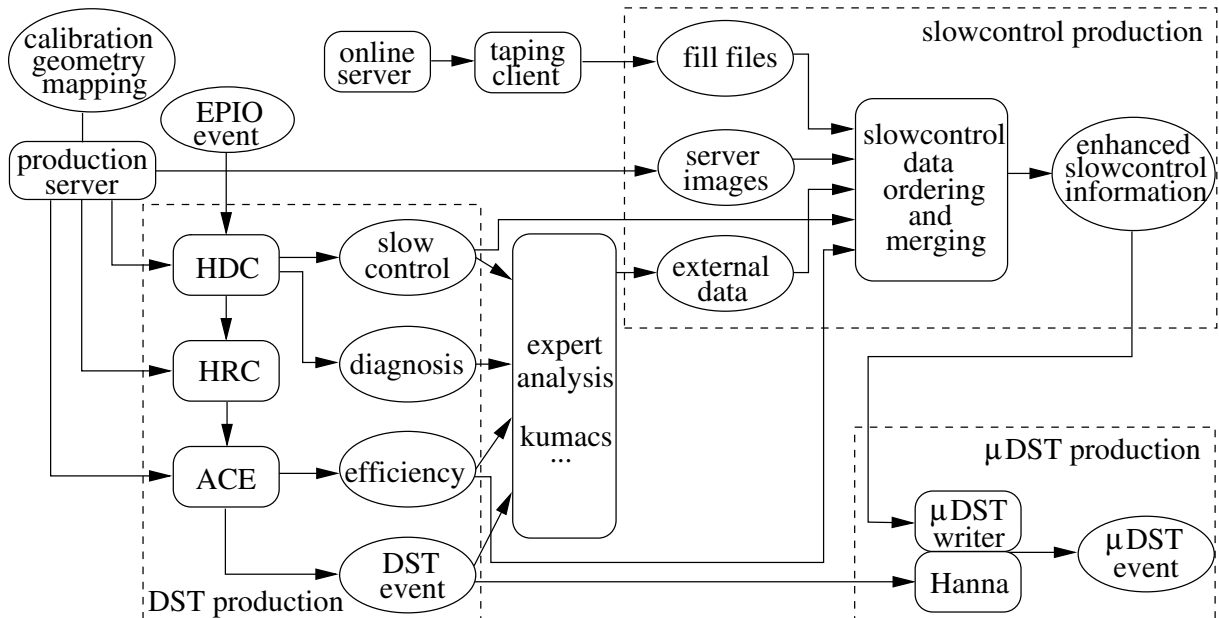 calibration
geometry
mapping
EPIO
event
production
server
online
server
taping
client
fill files
server
images
external
data
slowcontrol production
slowcontrol
data
ordering
and
merging
enhanced
slowcontrol
information
HDC
HRC
ACE
slow
control
diagnosis
efficiency
DST
event
DST production
expert
analysis
kumacs
...
μDST production
μDST
writer
Hanna
μDST
event